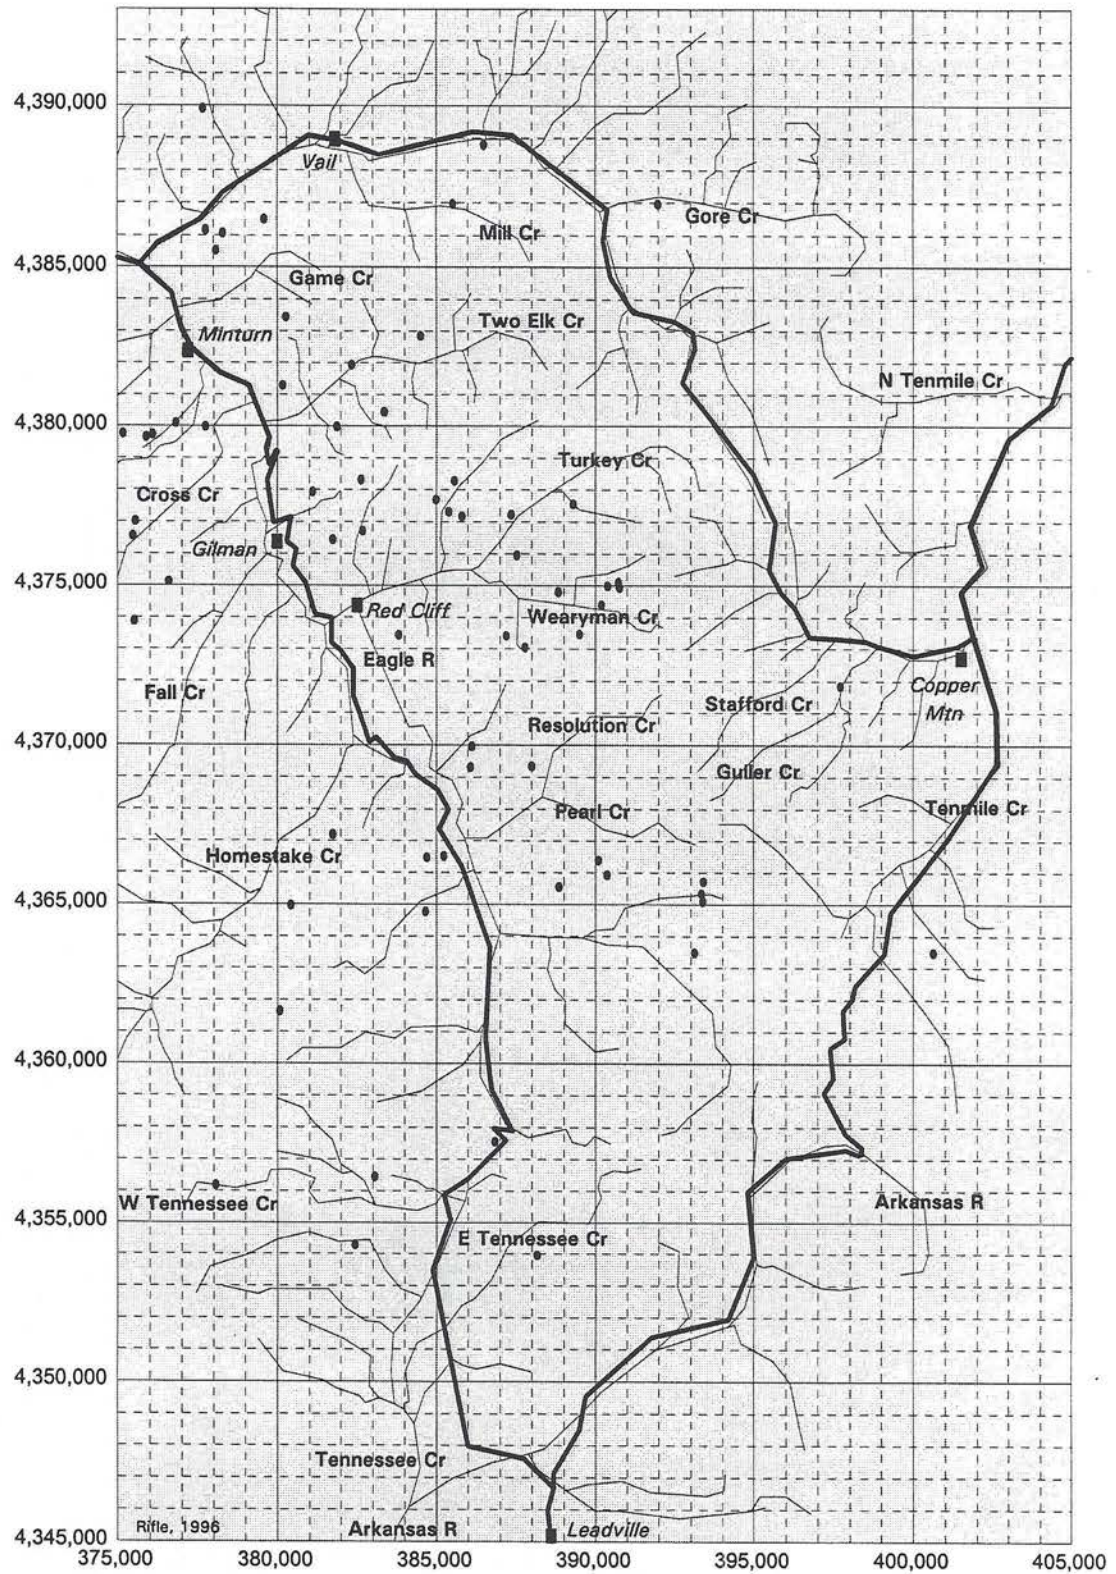 4,390,000
Vail
Gore Cr
Mill Cr
4,385,000
Game Cr
Two Elk Cr
Minturn
N Tenmile Cr
4,380,000
Turkey Cr
Cross Cr
Gilman
4,375,000
Red Cliff
Wearyman Cr
Eagle R
Fall Cr
Copper
Mtn
Stafford Cr
Resolution Cr
4,370,000
Guller Cr
Pearl Cr
Tenmile Cr
Homestake Cr
4,365,000
4,360,000
W Tennessee Cr
Arkansas R
4,355,000
E Tennessee Cr
4,350,000
Tennessee Cr
Rifle, 1996
Arkansas R
Leadville
4,345,000
375,000 380,000 385,000 390,000 395,000 400,000 405,000